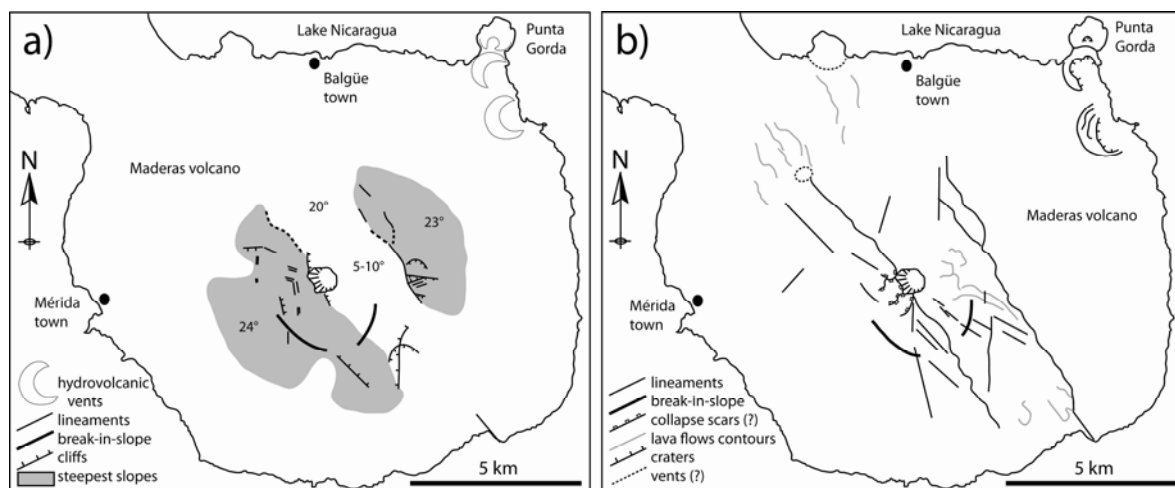 a)
Lake Nicaragua
Punta
Gorda
Balgüe
town
N
Maderas volcano
20°
23°
5-10°
Mérida
town
24°
hydrovolcanic
vents
lineaments
break-in-slope
cliffs
steepest slopes
5 km
b)
Lake Nicaragua
Punta
Gorda
Balgüe
town
N
Maderas volcano
Mérida
town
lineaments
break-in-slope
collapse scars (?)
lava flows contours
craters
vents (?)
5 km